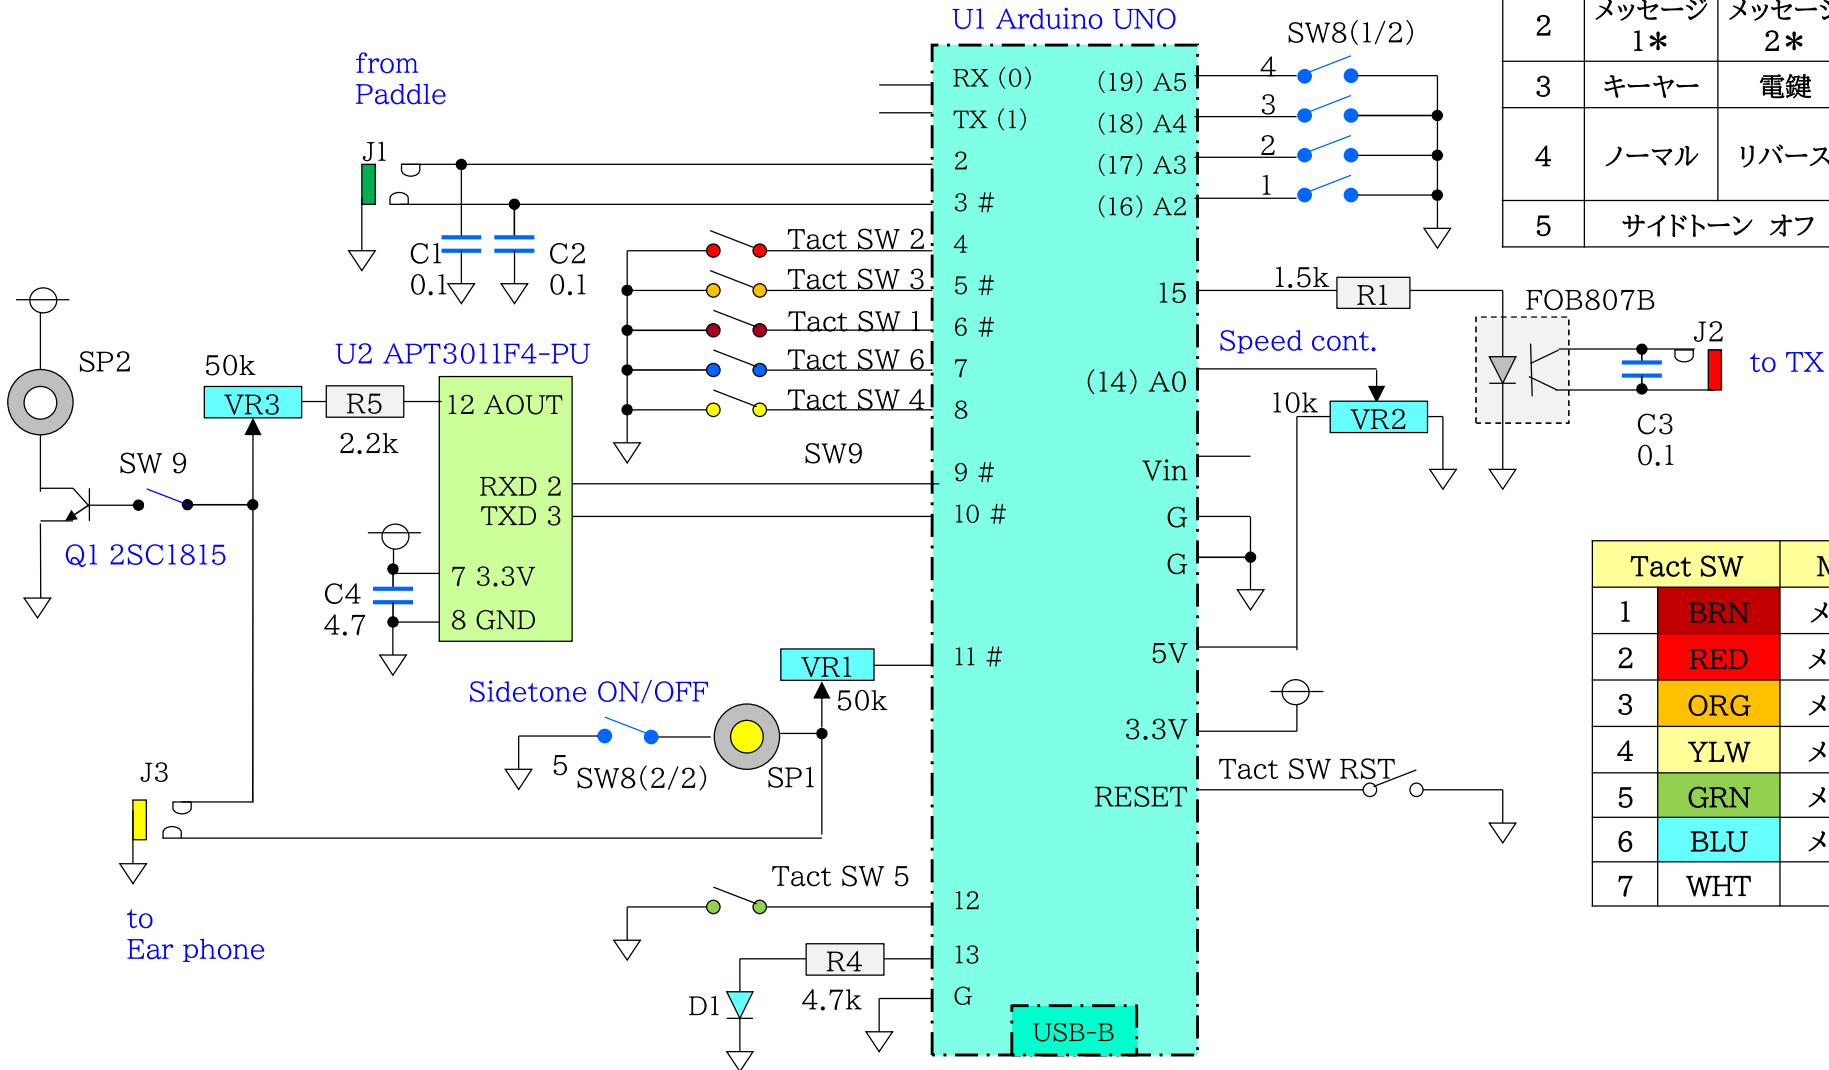 U1 Arduino UNO
from
Paddle
J1
C1
0.1
C2
0.1
RX (0)
TX (1)
2
3 #
4
5 #
6 #
7
8
9 #
10 #
11 #
12
13
G
USB-B
(19) A5
(18) A4
(17) A3
(16) A2
15
(14) A0
Vin
G
G
5V
3.3V
RESET
SW8(1/2)
4
3
2
1
Tact SW 2
Tact SW 3
Tact SW 1
Tact SW 6
Tact SW 4
SW9
SP2
50k
VR3
R5
2.2k
SW 9
Q1 2SC1815
U2 APT3011F4-PU
12 AOUT
RXD 2
TXD 3
7 3.3V
8 GND
C4
4.7
VR1
50k
Sidetone ON/OFF
5
SW8(2/2)
SP1
J3
to
Ear phone
Tact SW 5
R4
4.7k
D1
1.5k
R1
FOB807B
J2
to TX
C3
0.1
Speed cont.
10k
VR2
Tact SW RST
2 メッセージ 1* メッセージ 2*
3 キーヤー 電鍵
4 ノーマル リバース
5 サイドトーン オフ
Tact SW
1 BRN メ
2 RED メ
3 ORG メ
4 YLW メ
5 GRN メ
6 BLU メ
7 WHT